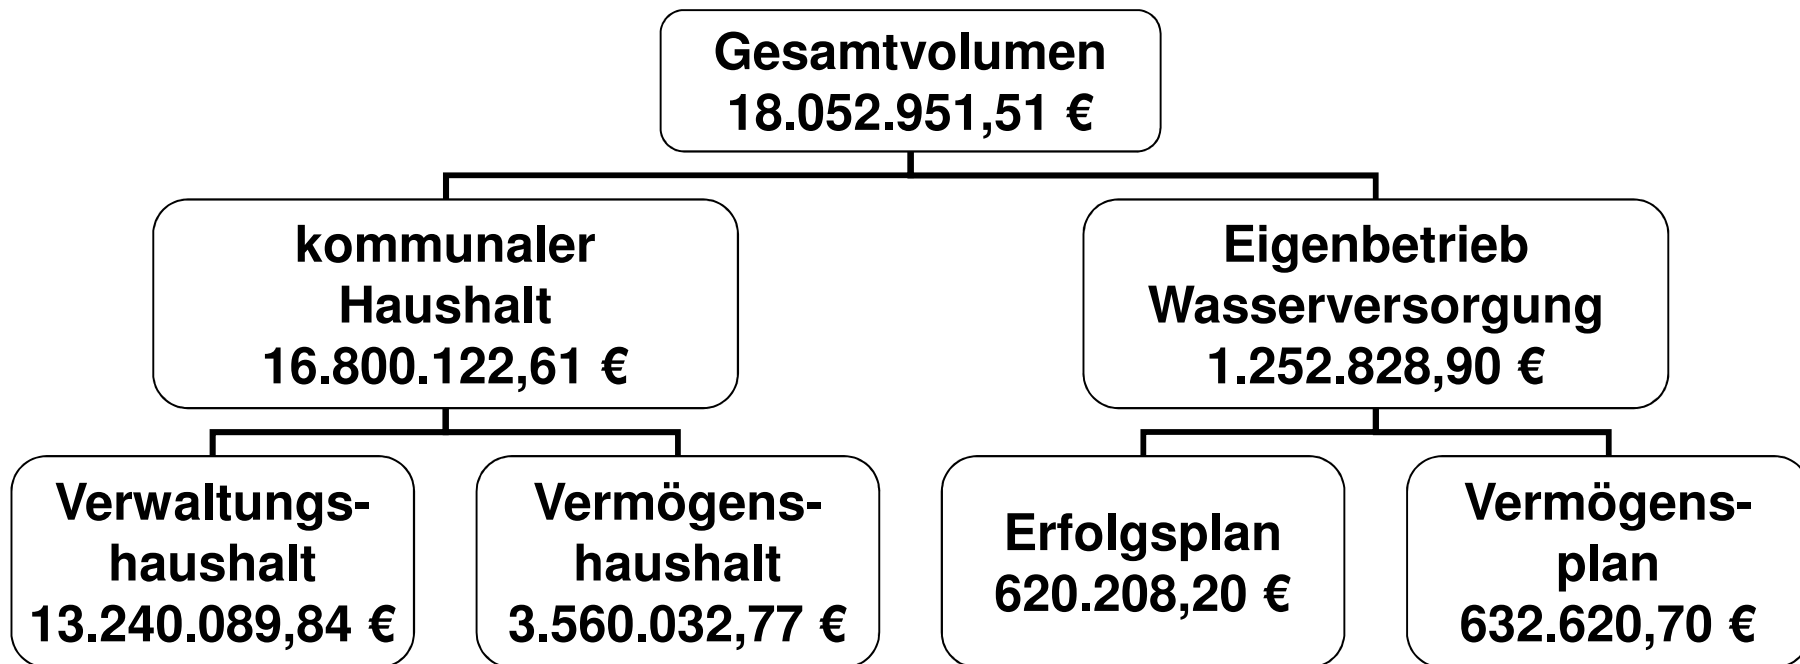 Gesamtvolumen
18.052.951,51 €
kommunaler
Haushalt
16.800.122,61 €
Eigenbetrieb
Wasserversorgung
1.252.828,90 €
Verwaltungs-
haushalt
13.240.089,84 €
Vermögens-
haushalt
3.560.032,77 €
Erfolgsplan
620.208,20 €
Vermögens-
plan
632.620,70 €